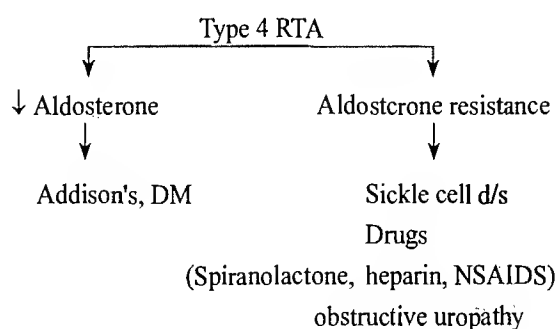 Type 4 RTA
↓ Aldosterone
Aldostcrone resistance
Addison's, DM
Sickle cell d/s
Drugs
(Spiranolactone, heparin, NSAIDS)
obstructive uropathy